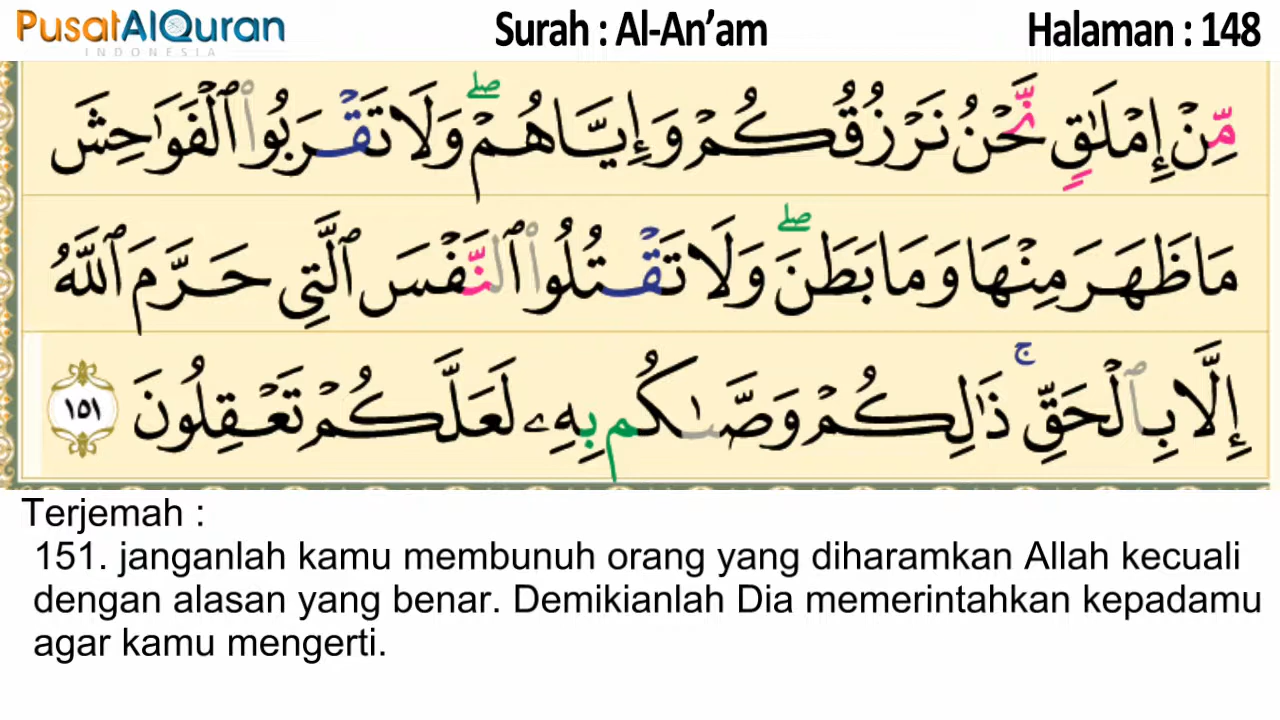 PusatAlQuran
INDONESIA
Surah : Al-An’am
Halaman : 148
مِّنْ إِمْلَـٰقٍ نَّحْنُ نَرْزُقُكُمْ وَإِيَّاهُمْ ۖ وَلَا تَقْرَبُوا۟ ٱلْفَوَٰحِشَ
مَا ظَهَرَ مِنْهَا وَمَا بَطَنَ ۖ وَلَا تَقْتُلُوا۟ ٱلنَّفْسَ ٱلَّتِى حَرَّمَ ٱللَّهُ
إِلَّا بِٱلْحَقِّ ۚ ذَٰلِكُمْ وَصَّىٰكُم بِهِۦ لَعَلَّكُمْ تَعْقِلُونَ ١٥١
Terjemah :
151. janganlah kamu membunuh orang yang diharamkan Allah kecuali
dengan alasan yang benar. Demikianlah Dia memerintahkan kepadamu
agar kamu mengerti.